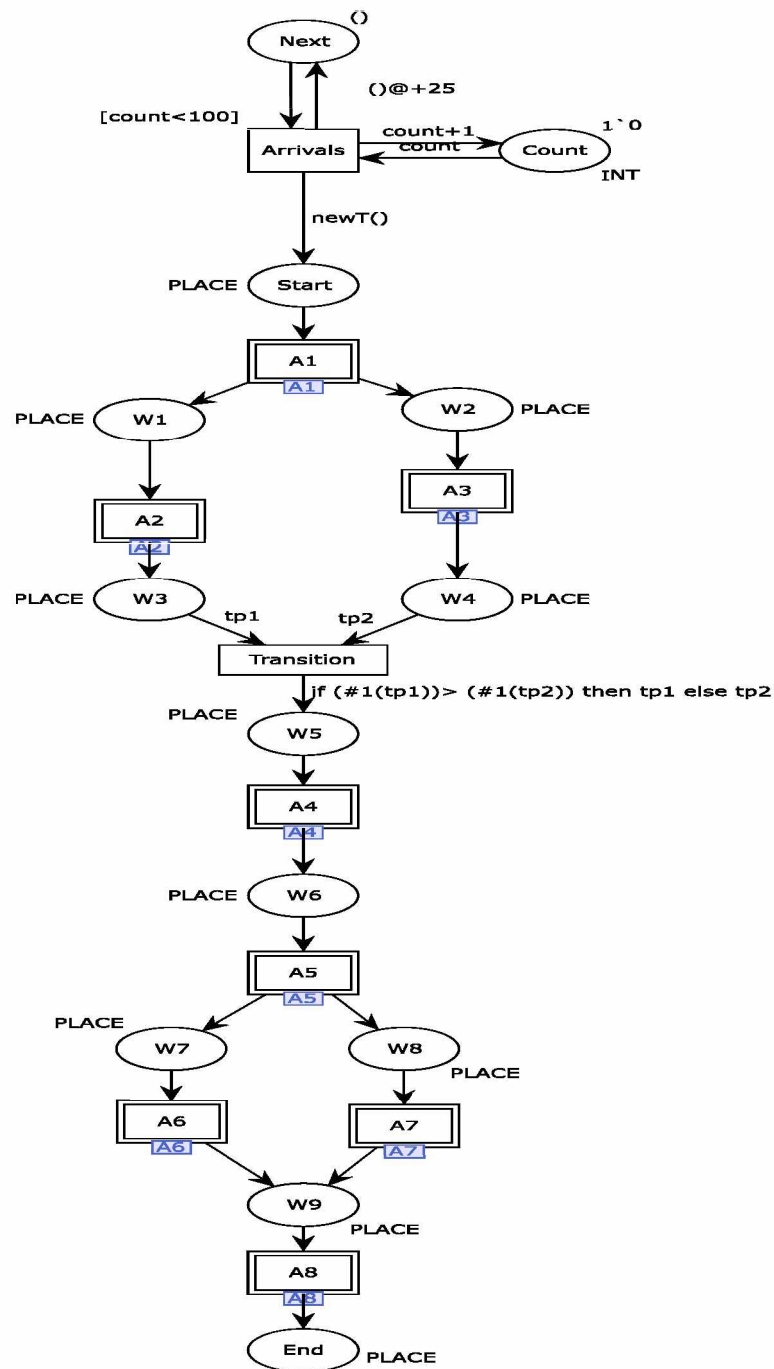 ()
Next
()@+25
[count<100]
count+1
1`0
Arrivals
count
Count
INT
newT()
PLACE
Start
A1
A1
PLACE
W1
W2
PLACE
A3
A3
A2
A2
PLACE
W3
W4
PLACE
tp1
tp2
Transition
if (#1(tp1))> (#1(tp2)) then tp1 else tp2
PLACE
W5
A4
A4
PLACE
W6
A5
A5
PLACE
W7
W8
PLACE
A6
A6
A7
A7
W9
PLACE
A8
A8
End
PLACE